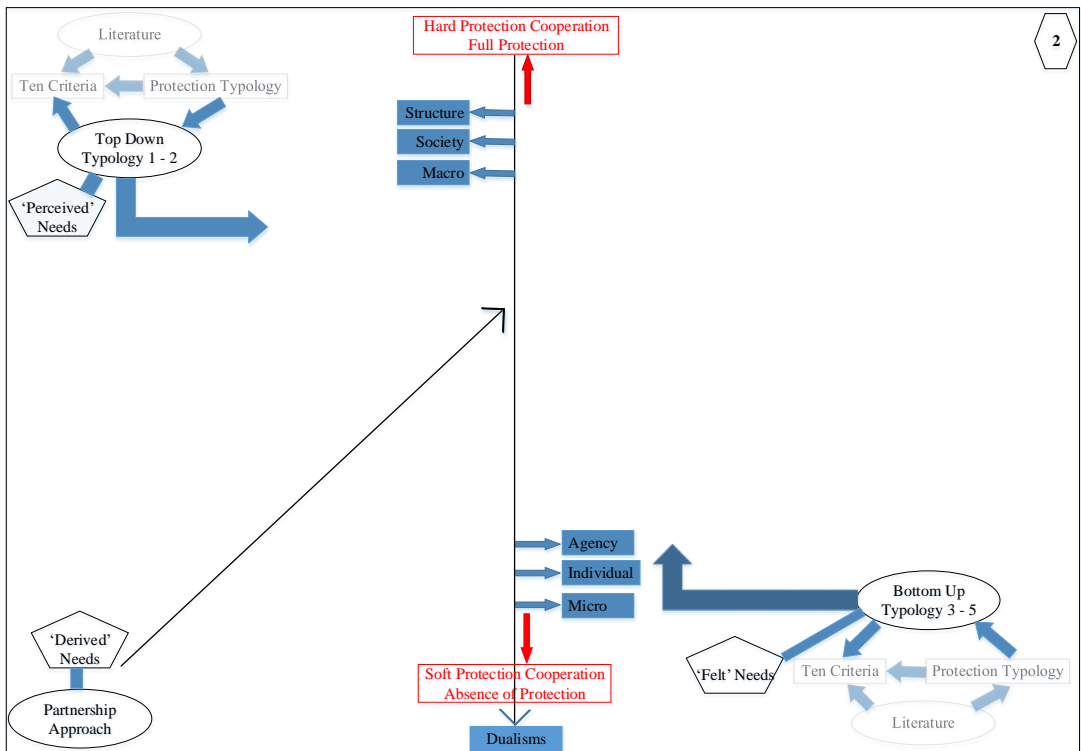 Hard Protection Cooperation
Full Protection
2
Literature
Ten Criteria
Protection Typology
Top Down
Typology 1 - 2
'Perceived'
Needs
Structure
Society
Macro
Agency
Individual
Micro
Bottom Up
Typology 3 - 5
'Felt' Needs
Ten Criteria
Protection Typology
Literature
'Derived'
Needs
Partnership
Approach
Soft Protection Cooperation
Absence of Protection
Dualisms